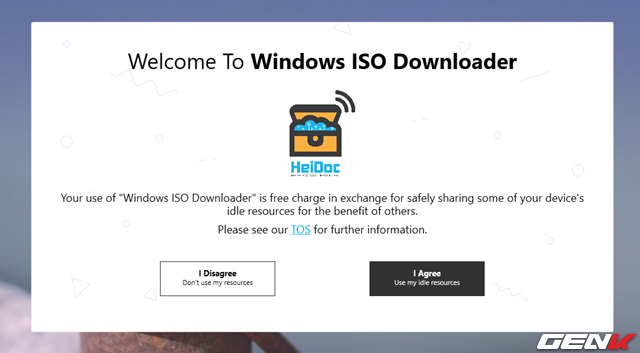 Welcome To Windows ISO Downloader
HeiDoc
Your use of "Windows ISO Downloader" is free charge in exchange for safely sharing some of your device's
idle resources for the benefit of others.
Please see our TOS for further information.
I Disagree
Don't use my resources
I Agree
Use my idle resources
GENK